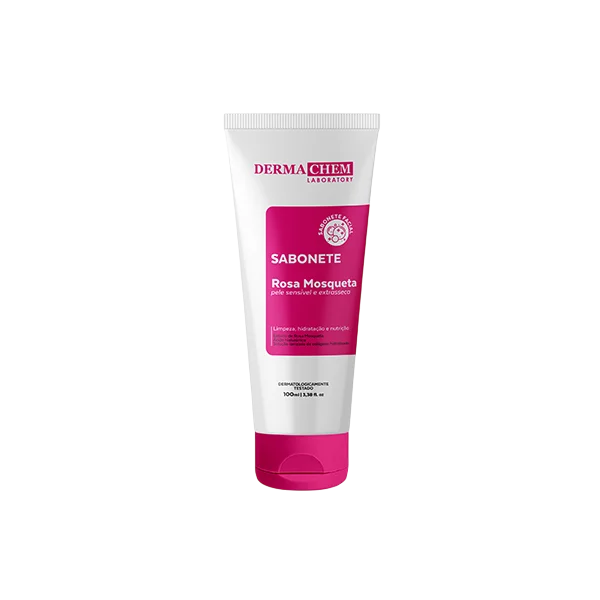 DERMA CHEM
LABORATORY
SABONETE FACIAL
SABONETE
Rosa Mosqueta
pele sensível e extrasseca
Limpeza, hidratação e nutrição
DERMATOLOGICAMENTE
TESTADO
100ml | 3,38 fl. oz